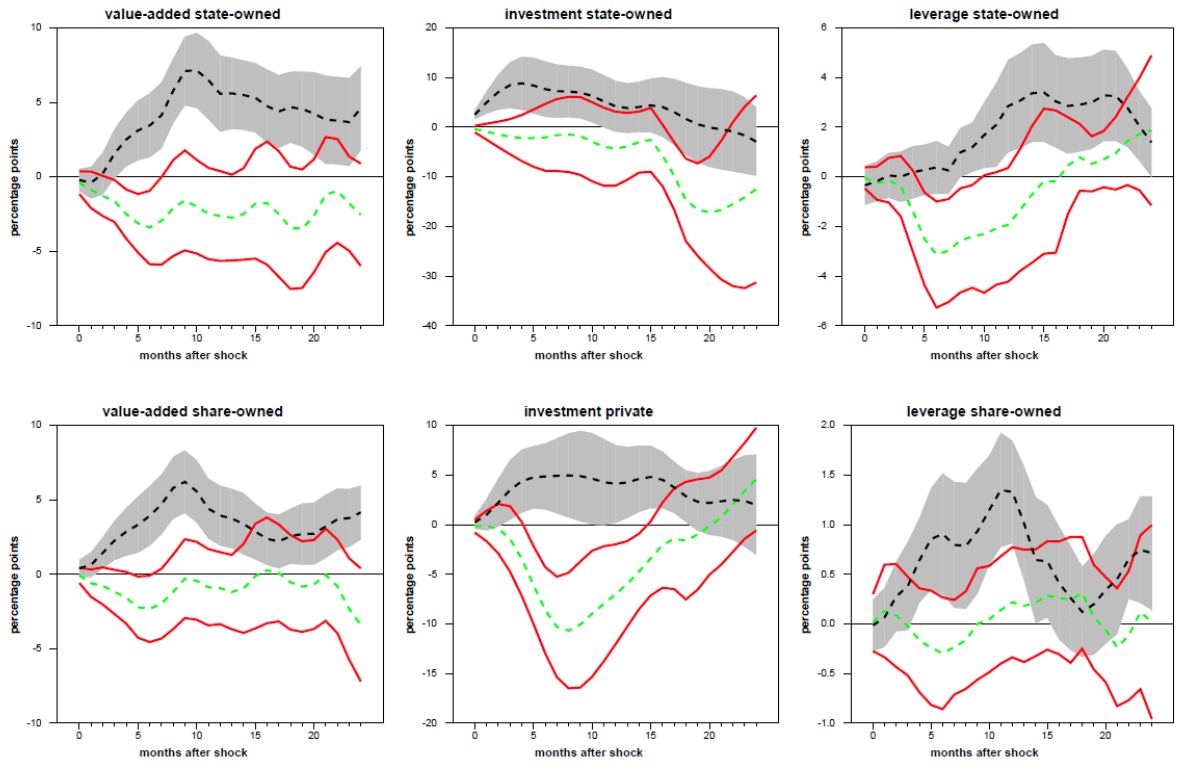 value-added state-owned
percentage points
10
5
0
-5
-10
0 5 10 15 20
months after shock
investment state-owned
percentage points
20
10
0
-10
-20
-30
-40
0 5 10 15 20
months after shock
leverage state-owned
percentage points
6
4
2
0
-2
-4
-6
0 5 10 15 20
months after shock
value-added share-owned
percentage points
10
5
0
-5
-10
0 5 10 15 20
months after shock
investment private
percentage points
10
5
0
-5
-10
-15
-20
0 5 10 15 20
months after shock
leverage share-owned
percentage points
2.0
1.5
1.0
0.5
0.0
-0.5
-1.0
0 5 10 15 20
months after shock